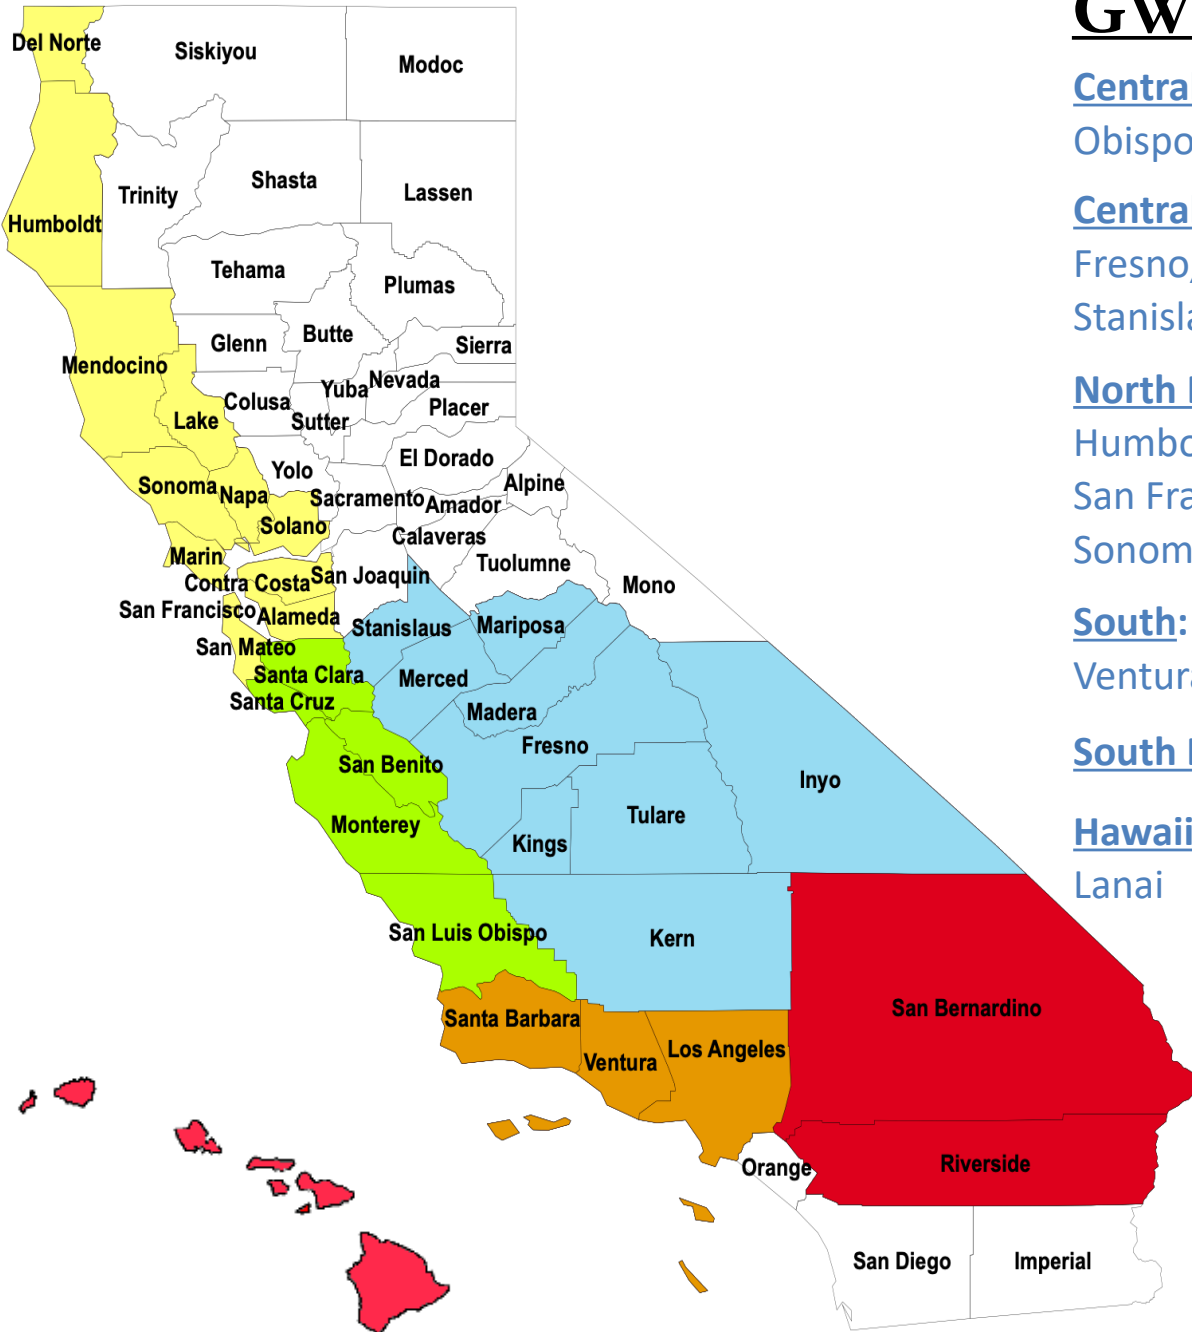 GW
Centra
Obispo
Centra
Fresno,
Stanisla
North
Humbo
San Fra
Sonom
South:
Ventura
South
Hawaii
Lanai
Del Norte
Siskiyou
Modoc
Humboldt
Trinity
Shasta
Lassen
Tehama
Plumas
Mendocino
Glenn
Butte
Sierra
Lake
Colusa
Sutter
Yuba
Nevada
Placer
Sonoma
Napa
Yolo
El Dorado
Solano
Sacramento
Amador
Alpine
Marin
Calaveras
Contra Costa
San Joaquin
Tuolumne
Mono
San Francisco
Alameda
Stanislaus
Mariposa
San Mateo
Santa Clara
Merced
Santa Cruz
Madera
San Benito
Fresno
Inyo
Monterey
Kings
Tulare
San Luis Obispo
Kern
Santa Barbara
Ventura
Los Angeles
San Bernardino
Orange
Riverside
San Diego
Imperial